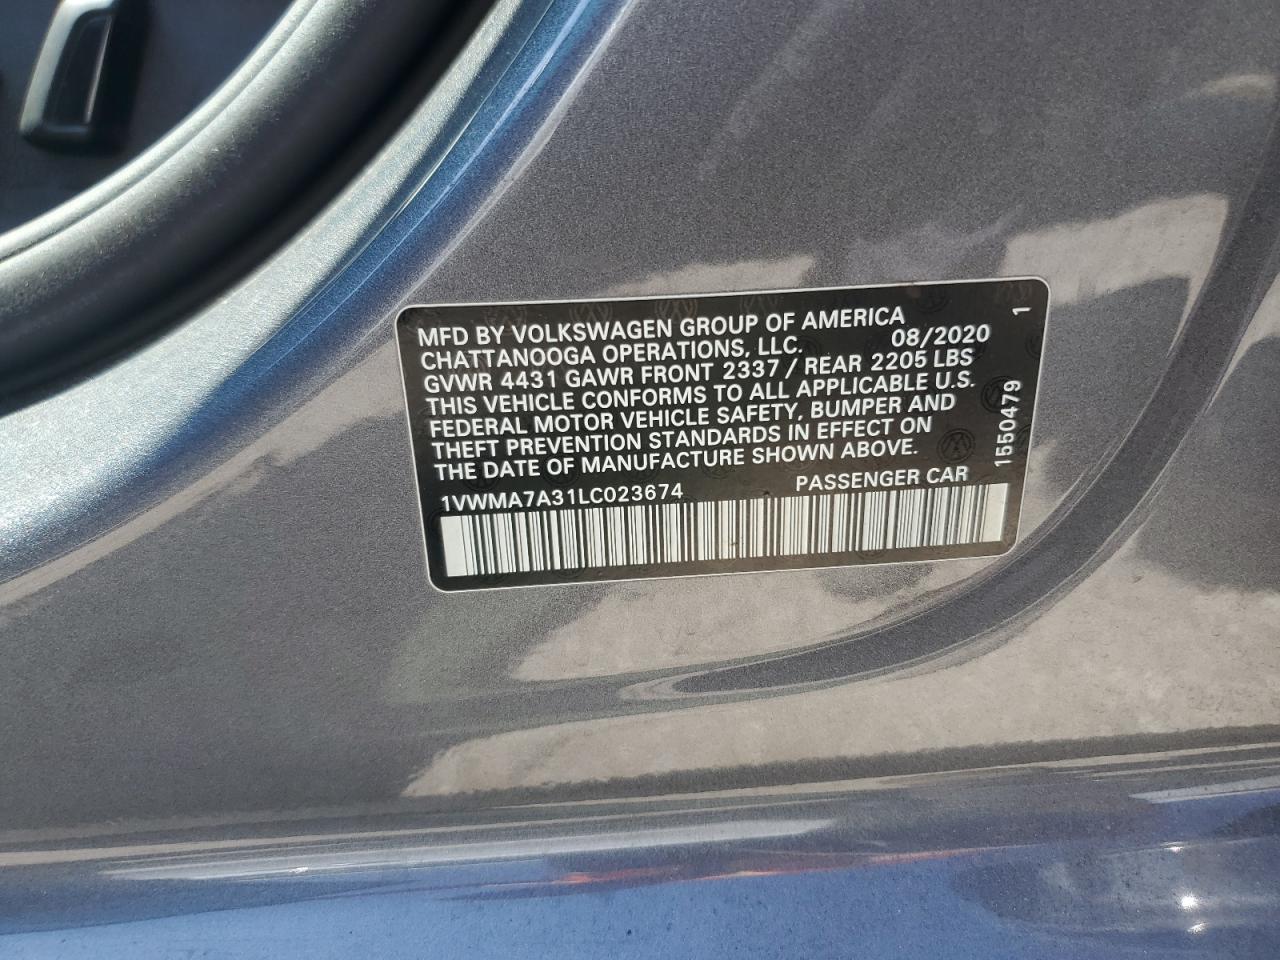 MFD BY VOLKSWAGEN GROUP OF AMERICA
CHATTANOOGA OPERATIONS, LLC. 08/2020 1
GVWR 4431 GAWR FRONT 2337 / REAR 2205 LBS
THIS VEHICLE CONFORMS TO ALL APPLICABLE U.S.
FEDERAL MOTOR VEHICLE SAFETY, BUMPER AND
THEFT PREVENTION STANDARDS IN EFFECT ON
THE DATE OF MANUFACTURE SHOWN ABOVE.
1VWMA7A31LC023674 PASSENGER CAR
1550479